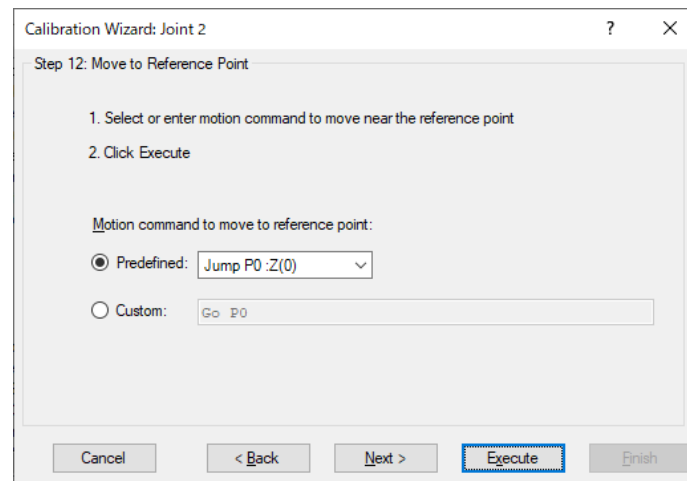 Calibration Wizard: Joint 2 ? ×
Step 12: Move to Reference Point
1. Select or enter motion command to move near the reference point
2. Click Execute
Motion command to move to reference point:
Predefined: Jump P0 :Z(0)
Custom: Go P0
Cancel < Back Next > Execute Finish